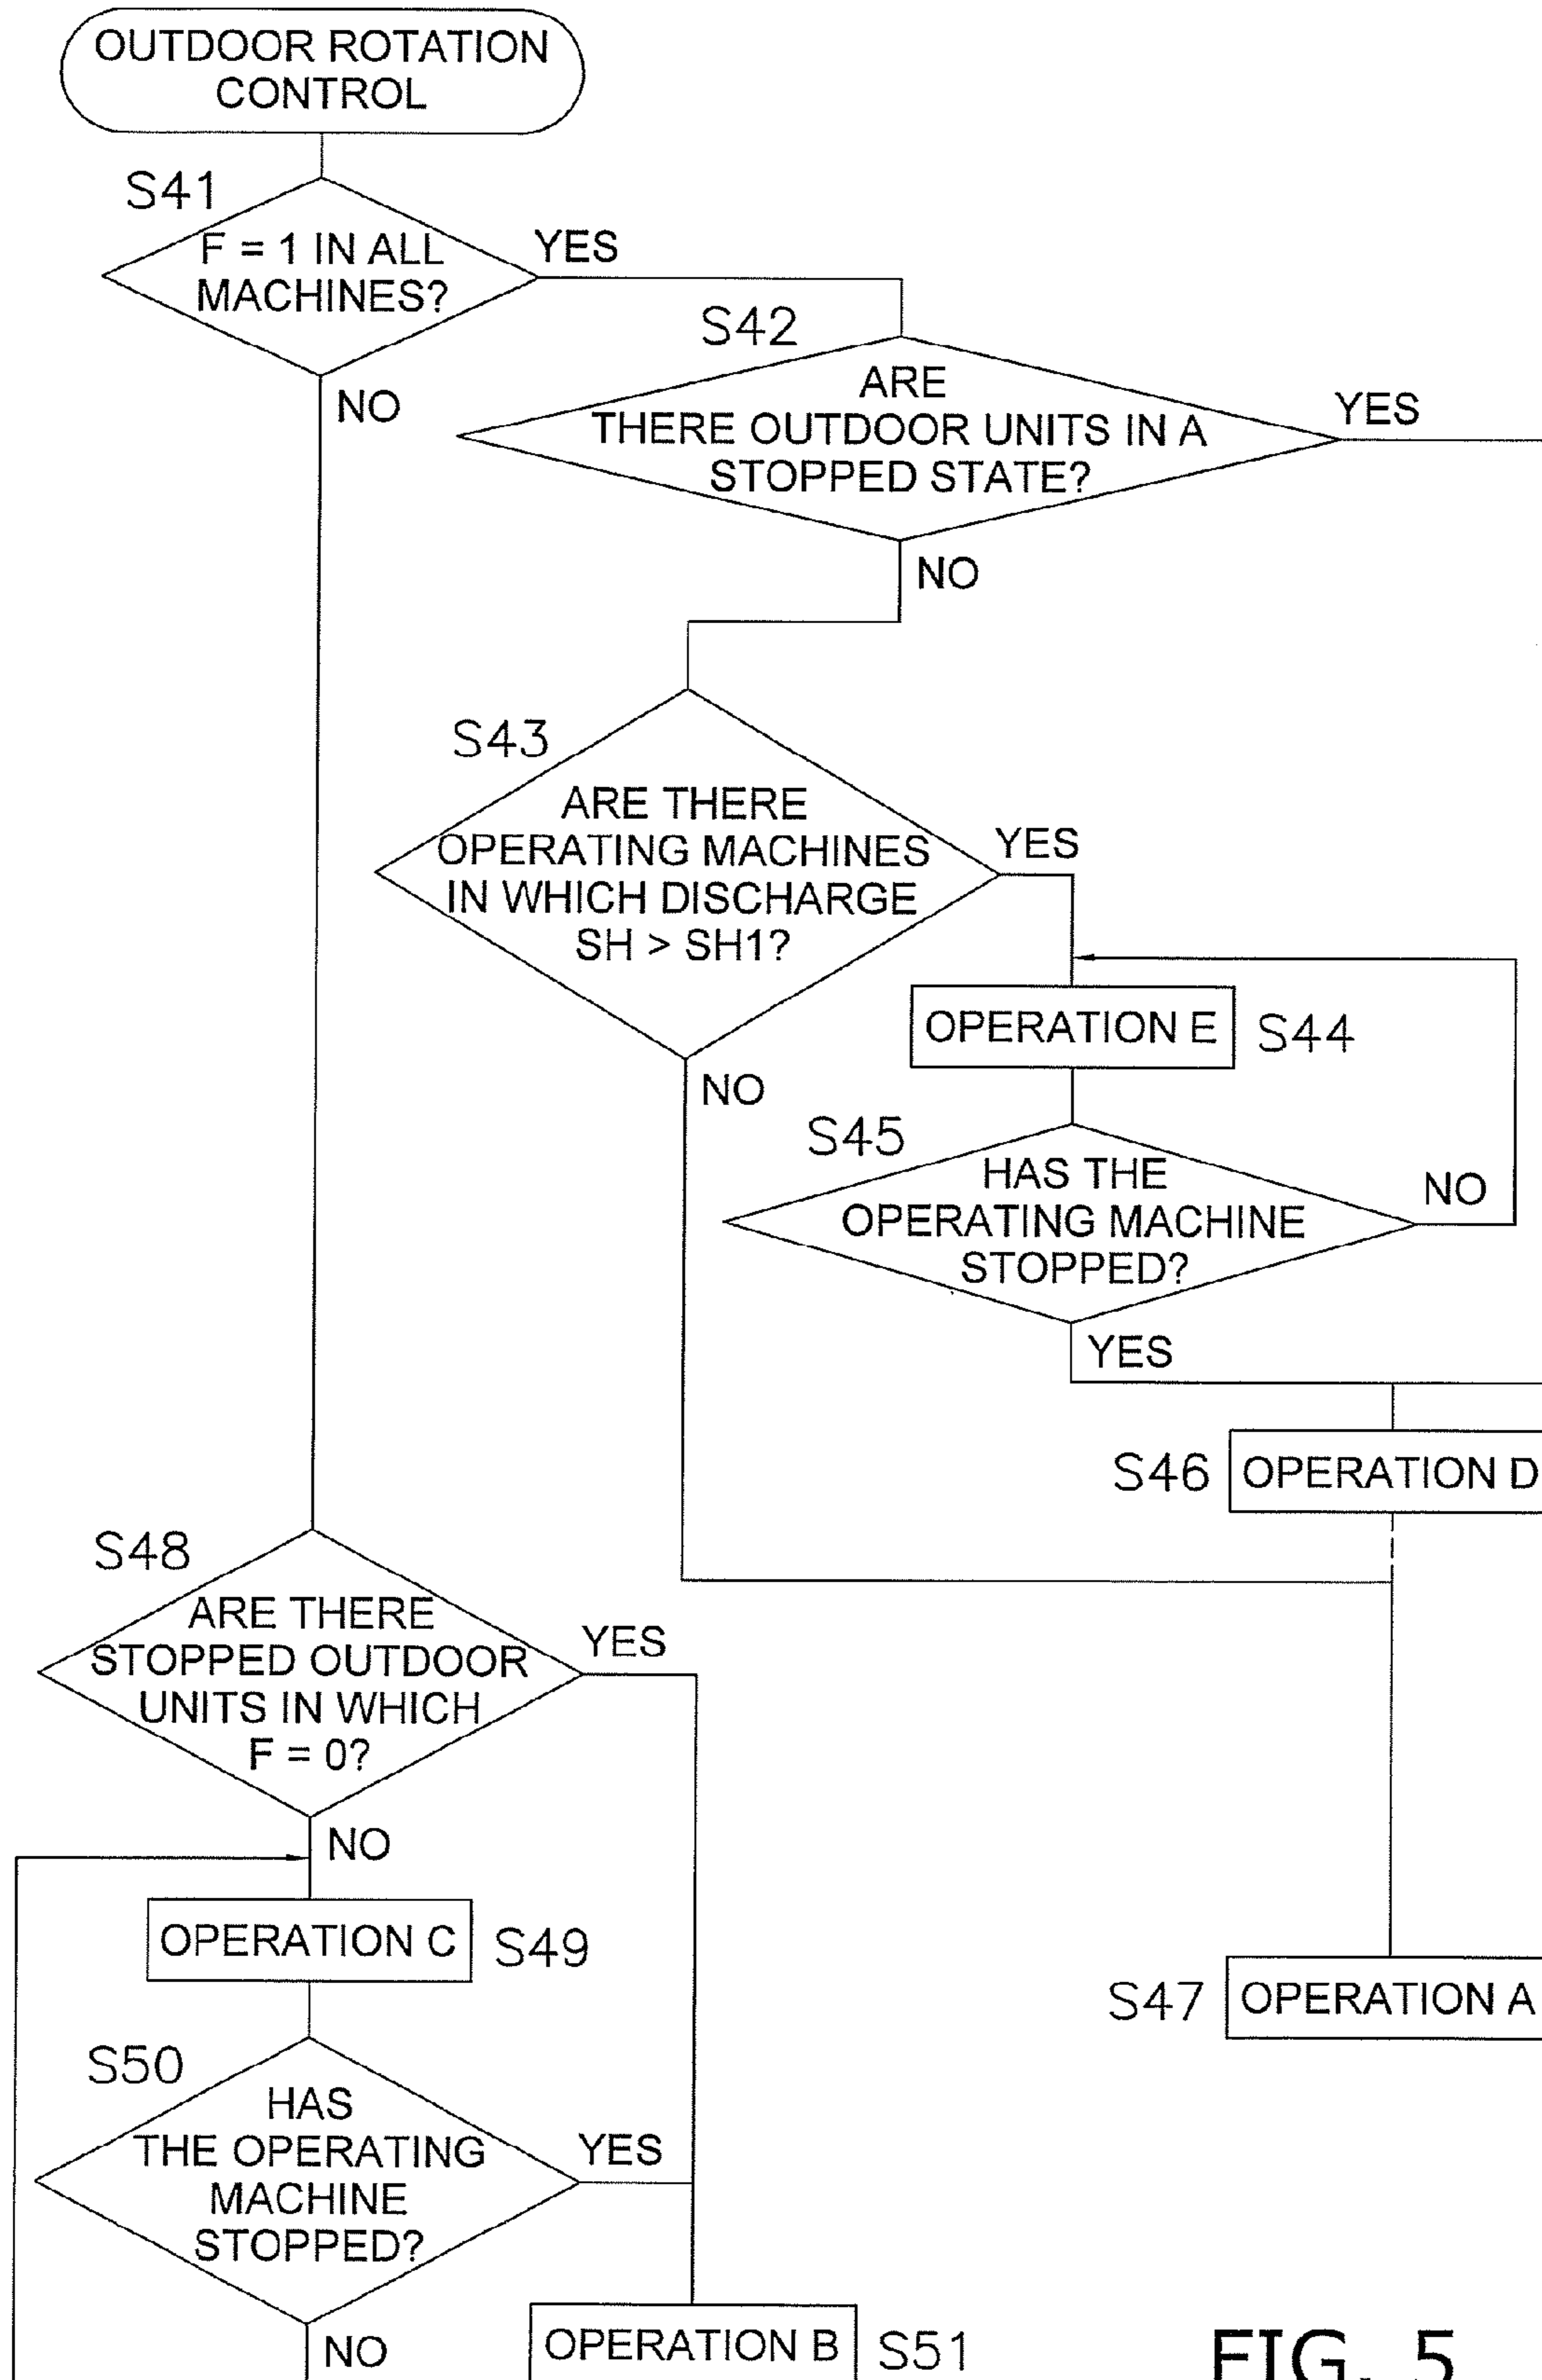 OUTDOOR ROTATION
CONTROL
S41
F = 1 IN ALL
MACHINES?
YES
NO
S42
ARE
THERE OUTDOOR UNITS IN A
STOPPED STATE?
YES
NO
S43
ARE THERE
OPERATING MACHINES
IN WHICH DISCHARGE
SH > SH1?
YES
NO
OPERATION E
S44
S45
HAS THE
OPERATING MACHINE
STOPPED?
NO
YES
S46
OPERATION D
S48
ARE THERE
STOPPED OUTDOOR
UNITS IN WHICH
F = 0?
YES
NO
OPERATION C
S49
S47
OPERATION A
S50
HAS
THE OPERATING
MACHINE
STOPPED?
YES
NO
OPERATION B
S51
FIG. 5